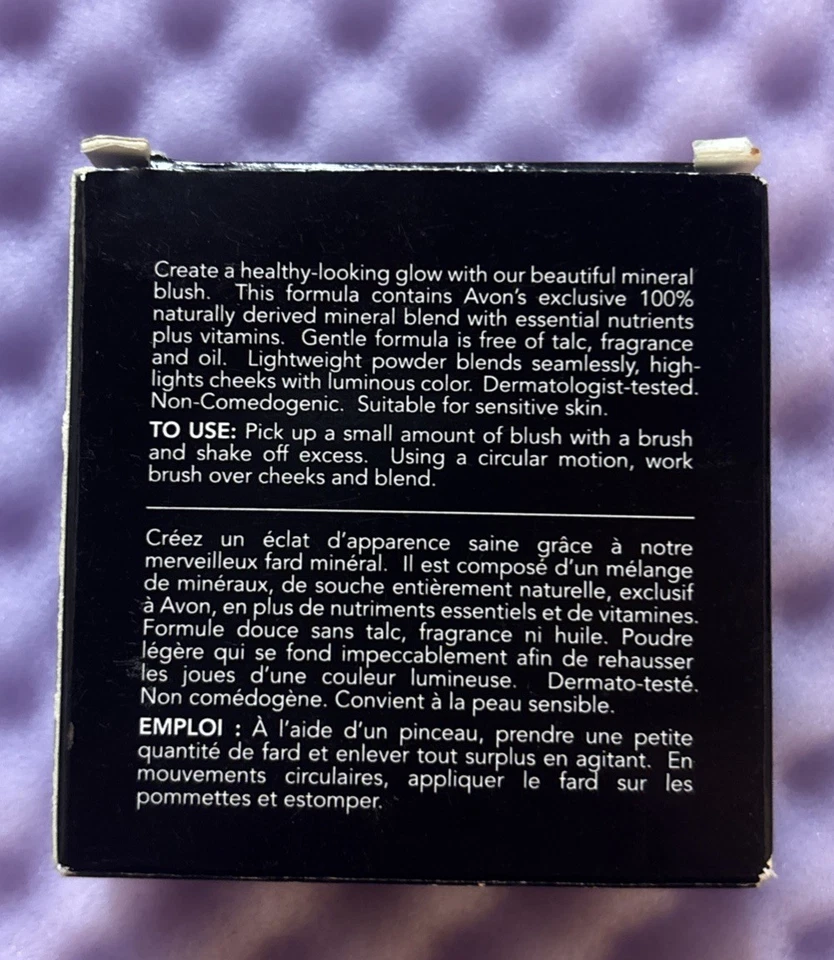 Create a healthy-looking glow with our beautiful mineral
blush. This formula contains Avon's exclusive 100%
naturally derived mineral blend with essential nutrients
plus vitamins. Gentle formula is free of talc, fragrance
and oil. Lightweight powder blends seamlessly, high-
lights cheeks with luminous color. Dermatologist-tested.
Non-Comedogenic. Suitable for sensitive skin.
TO USE: Pick up a small amount of blush with a brush
and shake off excess. Using a circular motion, work
brush over cheeks and blend.
Créez un éclat d'apparence saine grâce à notre
merveilleux fard minéral. Il est composé d'un mélange
de minéraux, de souche entièrement naturelle, exclusif
à Avon, en plus de nutriments essentiels et de vitamines.
Formule douce sans talc, fragrance ni huile. Poudre
légère qui se fond impeccablement afin de rehausser
les joues d'une couleur lumineuse. Dermato-testé.
Non comédogène. Convient à la peau sensible.
EMPLOI : À l'aide d'un pinceau, prendre une petite
quantité de fard et enlever tout surplus en agitant. En
mouvements circulaires, appliquer le fard sur les
pommettes et estomper.